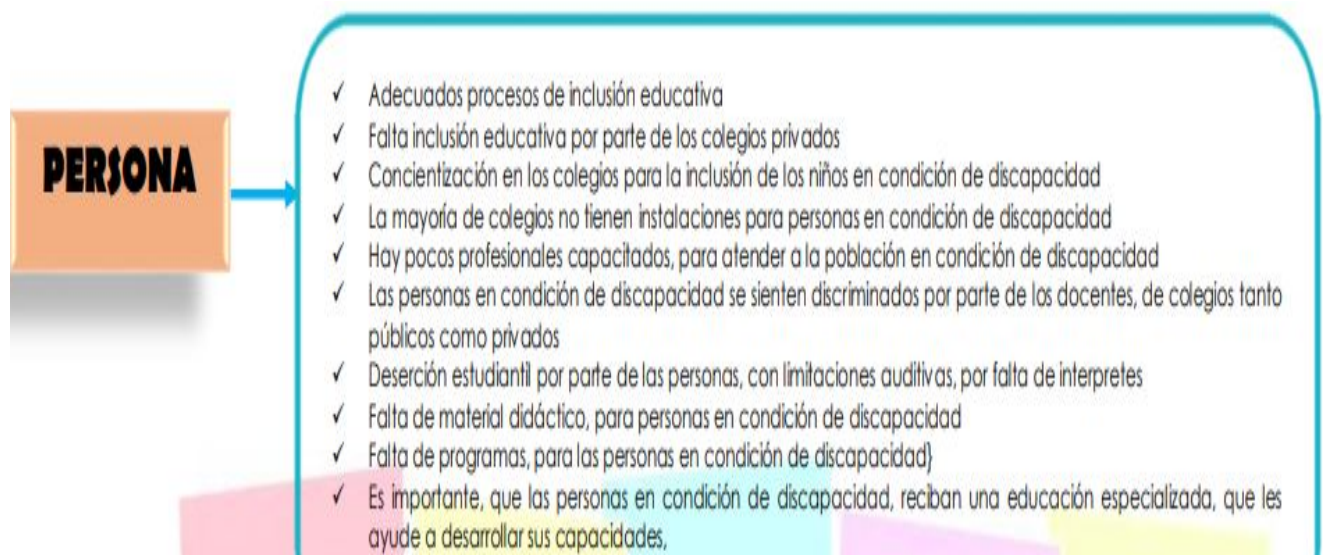 PERSONA
✓ Adecuados procesos de inclusión educativa
✓ Falta inclusión educativa por parte de los colegios privados
✓ Concientización en los colegios para la inclusión de los niños en condición de discapacidad
✓ La mayoría de colegios no tienen instalaciones para personas en condición de discapacidad
✓ Hay pocos profesionales capacitados, para atender a la población en condición de discapacidad
✓ Las personas en condición de discapacidad se sienten discriminados por parte de los docentes, de colegios tanto
públicos como privados
✓ Deserción estudiantil por parte de las personas, con limitaciones auditivas, por falta de interpretes
✓ Falta de material didáctico, para personas en condición de discapacidad
✓ Falta de programas, para las personas en condición de discapacidad}
✓ Es importante, que las personas en condición de discapacidad, reciban una educación especializada, que les
ayude a desarrollar sus capacidades,